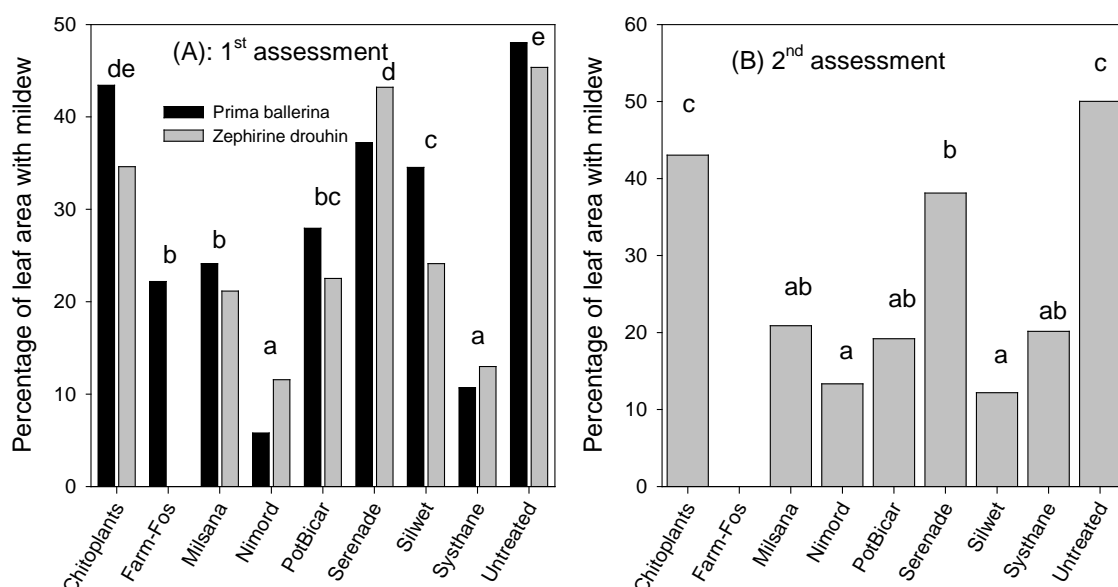 (A): 1st assessment
Percentage of leaf area with mildew
50
40
30
20
10
0
Prima ballerina
Zephirine drouhin
de
b
b
a
bc
d
c
a
e
Chitoplants
Farm-Fos
Milsana
Nimord
PotBicar
Serenade
Silwet
Systhane
Untreated
(B) 2nd assessment
Percentage of leaf area with mildew
60
50
40
30
20
10
0
c
ab
a
ab
b
a
ab
c
Chitoplants
Farm-Fos
Milsana
Nimord
PotBicar
Serenade
Silwet
Systhane
Untreated